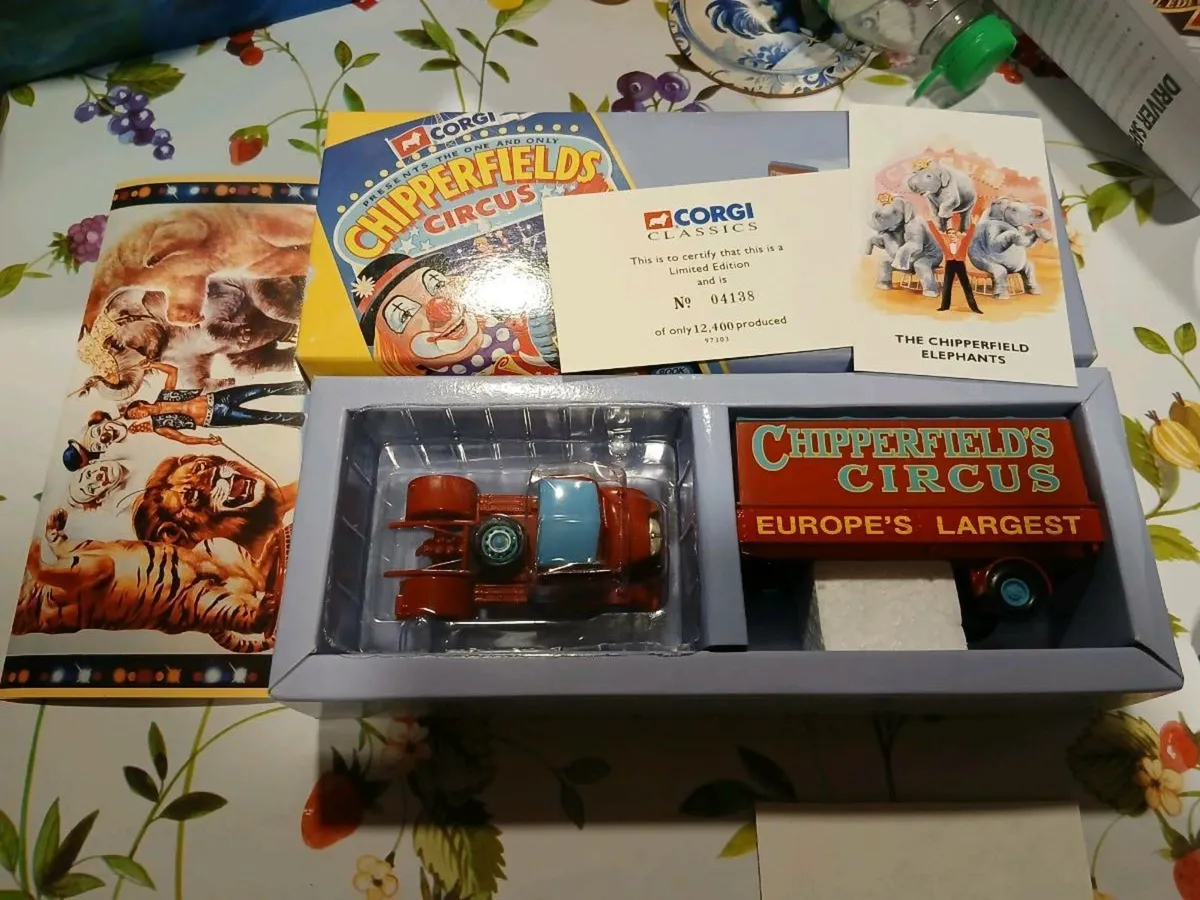 CORGI
PRESENTS THE ONE AND ONLY
CHIPPERFIELDS
CIRCUS
CORGI
CLASSICS
This is to certify that this is a
Limited Edition
and is
No 04138
of only 12,400 produced
97303
THE CHIPPERFIELD
ELEPHANTS
CHIPPERFIELD'S
CIRCUS
EUROPE'S LARGEST